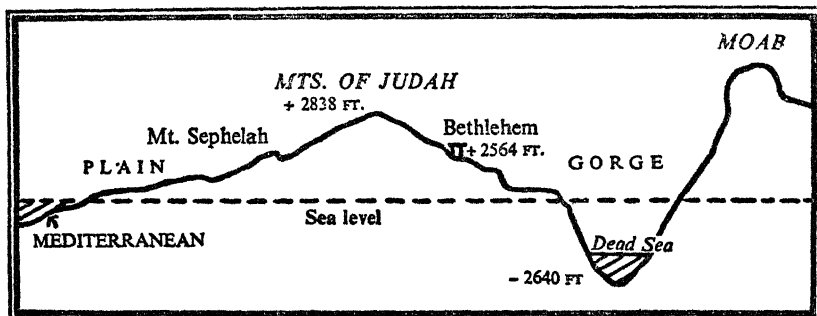 MOAB
MTS. OF JUDAH
+ 2838 FT.
Mt. Sephelah
Bethlehem
+ 2564 FT.
PLAIN
GORGE
Sea level
MEDITERRANEAN
Dead Sea
- 2640 FT